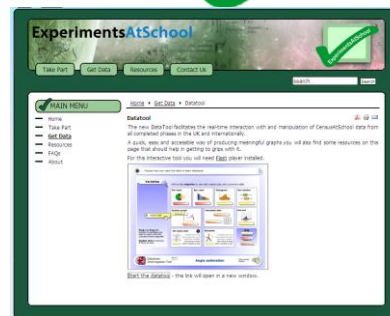 ExperimentsAtSchool
ExperimentsAtSchool
Take Part
Get Data
Resources
Contact Us
search
Search
MAIN MENU
Home
Take Part
Get Data
Resources
FAQs
About
Home ▸ Get Data ▸ Datatool
Datatool
The new DataTool facilitates the real-time interaction with and manipulation of CensusAtSchool data from
all completed phases in the UK and internationally.
A quick, easy and accessible way of producing meaningful graphs you will also find some resources on this
page that should help in getting to grips with it.
For this interactive tool you will need Flash player installed.
Start the datatool - this link will open in a new window.